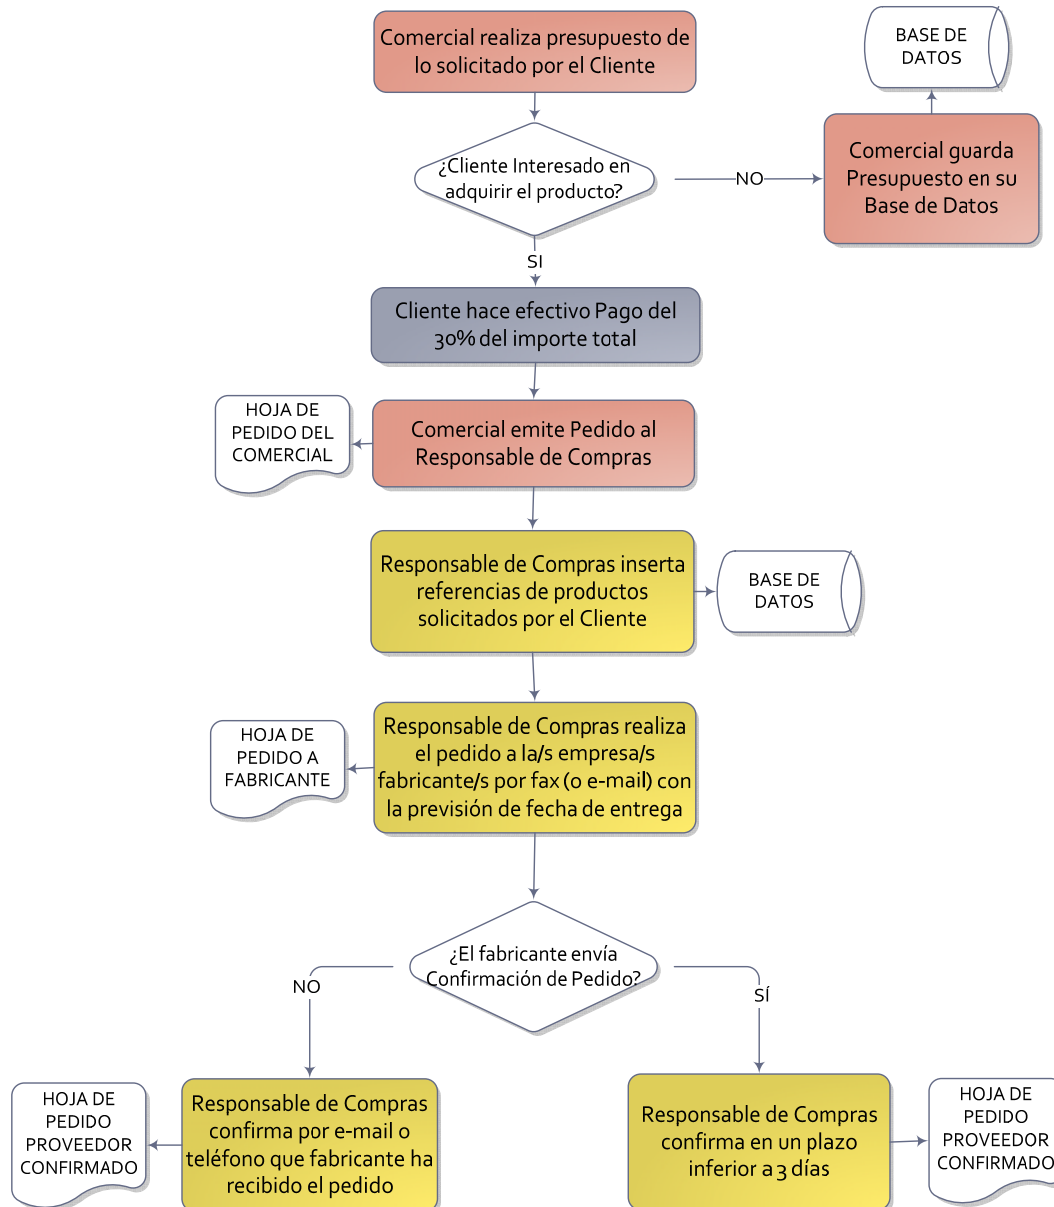 Comercial realiza presupuesto de
lo solicitado por el Cliente
BASE DE
DATOS
¿Cliente Interesado en
adquirir el producto?
NO
Comercial guarda
Presupuesto en su
Base de Datos
SI
Cliente hace efectivo Pago del
30% del importe total
HOJA DE
PEDIDO DEL
COMERCIAL
Comercial emite Pedido al
Responsable de Compras
Responsable de Compras inserta
referencias de productos
solicitados por el Cliente
BASE DE
DATOS
HOJA DE
PEDIDO A
FABRICANTE
Responsable de Compras realiza
el pedido a la/s empresa/s
fabricante/s por fax (o e-mail) con
la previsión de fecha de entrega
¿El fabricante envía
Confirmación de Pedido?
NO
SÍ
HOJA DE
PEDIDO
PROVEEDOR
CONFIRMADO
Responsable de Compras
confirma por e-mail o
teléfono que fabricante ha
recibido el pedido
Responsable de Compras
confirma en un plazo
inferior a 3 días
HOJA DE
PEDIDO
PROVEEDOR
CONFIRMADO